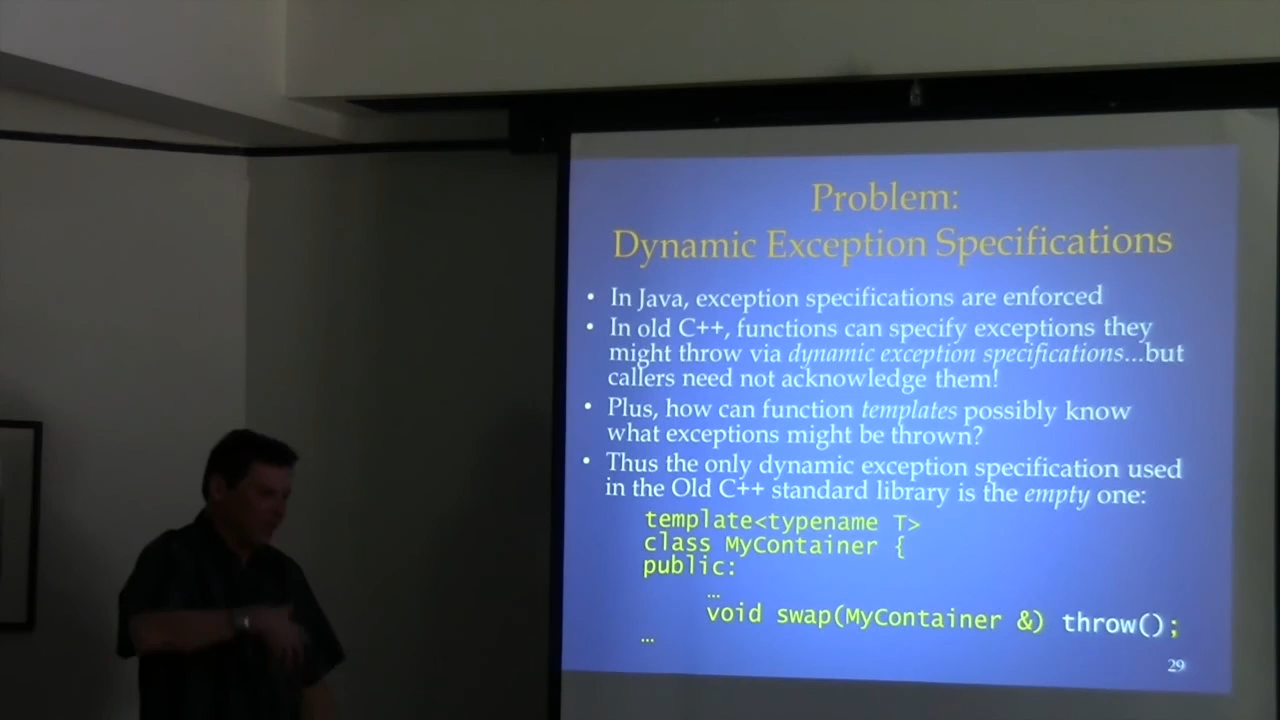 Problem:
Dynamic Exception Specifications
• In Java, exception specifications are enforced
• In old C++, functions can specify exceptions they
might throw via dynamic exception specifications...but
callers need not acknowledge them!
• Plus, how can function templates possibly know
what exceptions might be thrown?
• Thus the only dynamic exception specification used
in the Old C++ standard library is the empty one:
template<typename T>
class MyContainer {
public:
…
void swap(MyContainer &) throw();
…
29